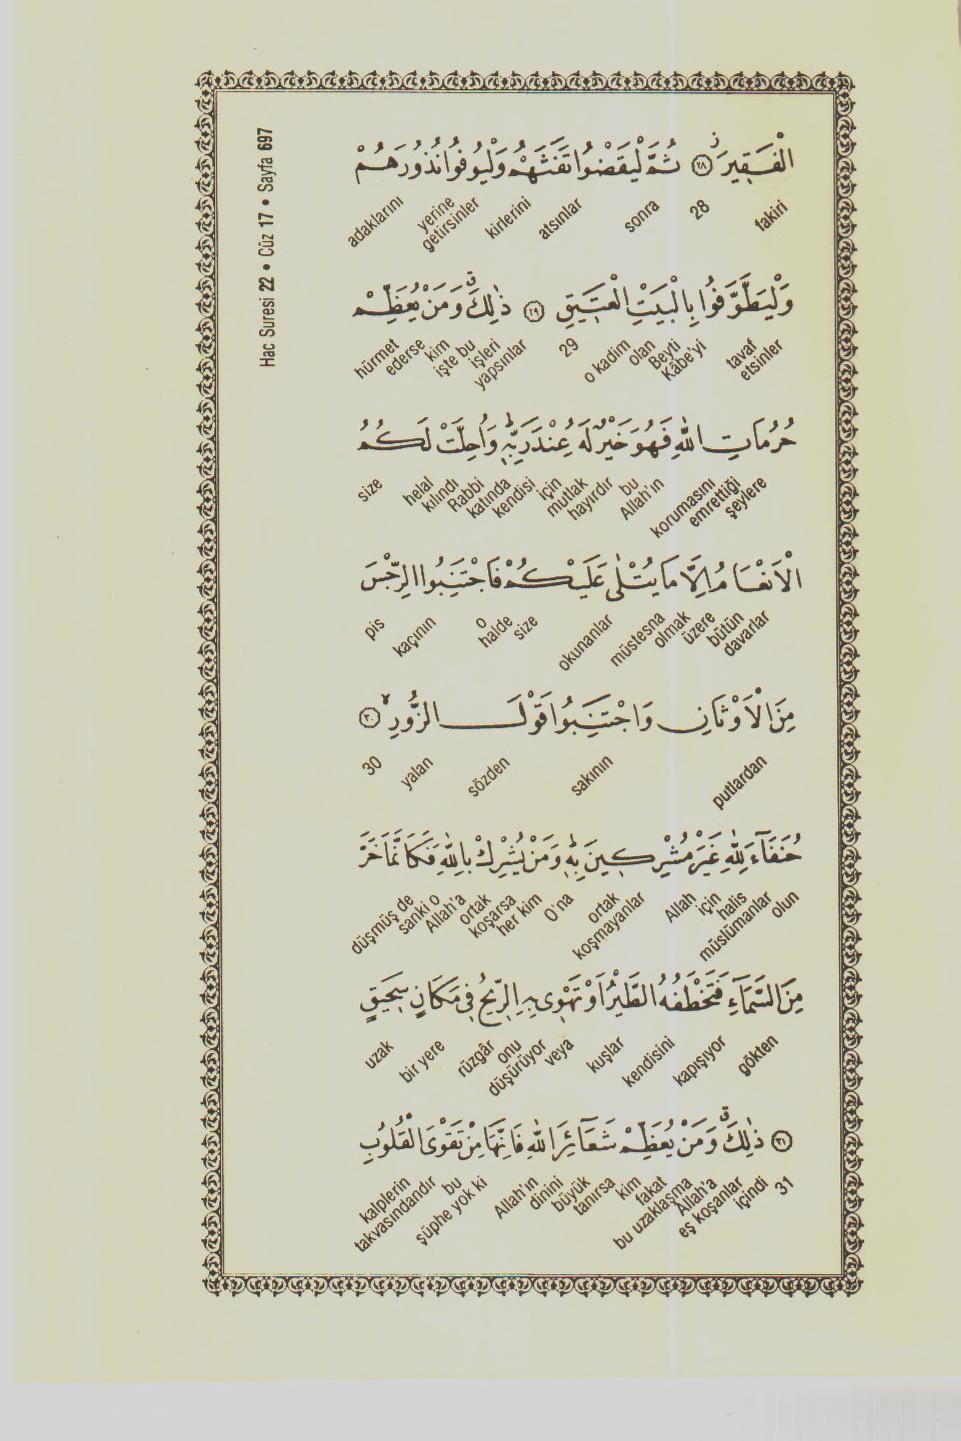 Hac Suresi 22 • Cüz 17 • Sayfa 697
الْفَقِيرَ ۘ ﴿٢٨﴾ ثُمَّ لْيَقْضُوا تَفَثَهُمْ وَلْيُوفُوا نُذُورَهُمْ
fakiri 28 sonra atsınlar kirlerini yerine getirsinler adaklarını
وَلْيَطَّوَّفُوا بِالْبَيْتِ الْعَتِيقِ ﴿٢٩﴾ ذٰلِكَ ۗ وَمَنْ يُعَظِّمْ
tavaf etsinler Beyti Kâbe'yi olan o kadim 29 işleri yapsınlar işte bu kim ederse hürmet
حُرُمَاتِ اللّٰهِ فَهُوَ خَيْرٌ لَهُ عِنْدَ رَبِّهٖ ۜ وَاُحِلَّتْ لَكُمُ
korumasını emrettiği şeylere Allah'ın bu hayırdır mutlak için kendisi katında Rabbi helal kılındı size
الْاَنْعَامُ اِلَّا مَا يُتْلٰى عَلَيْكُمْ فَاجْتَنِبُوا الرِّجْسَ
bütün davarlar müstesna olmak üzere okunanlar size o halde kaçının pis
مِنَ الْاَوْثَانِ وَاجْتَنِبُوا قَوْلَ الزُّورِ ۙ ﴿٣٠﴾
putlardan sakının sözden yalan 30
حُنَفَآءَ لِلّٰهِ غَيْرَ مُشْرِكِينَ بِهٖ ۜ وَمَنْ يُشْرِكْ بِاللّٰهِ فَكَاَنَّمَا خَرَّ
olun halis müslümanlar için Allah ortak koşmayanlar O'na her kim koşarsa ortak Allah'a sanki o düşmüş de
مِنَ السَّمَآءِ فَتَخْطَفُهُ الطَّيْرُ اَوْ تَهْوٖى بِهِ الرِّيحُ فٖى مَكَانٍ سَحِيقٍ
gökten kapışıyor kendisini kuşlar veya düşürüyor onu rüzgâr bir yere uzak
﴿٣١﴾ ذٰلِكَ ۗ وَمَنْ يُعَظِّمْ شَعَآئِرَ اللّٰهِ فَاِنَّهَا مِنْ تَقْوَى الْقُلُوبِ
31 eş koşanlar içindi Allah'a bu uzaklaşma fakat kim tanırsa büyük dinini Allah'ın şüphe yok ki bu kalplerin takvasındandır